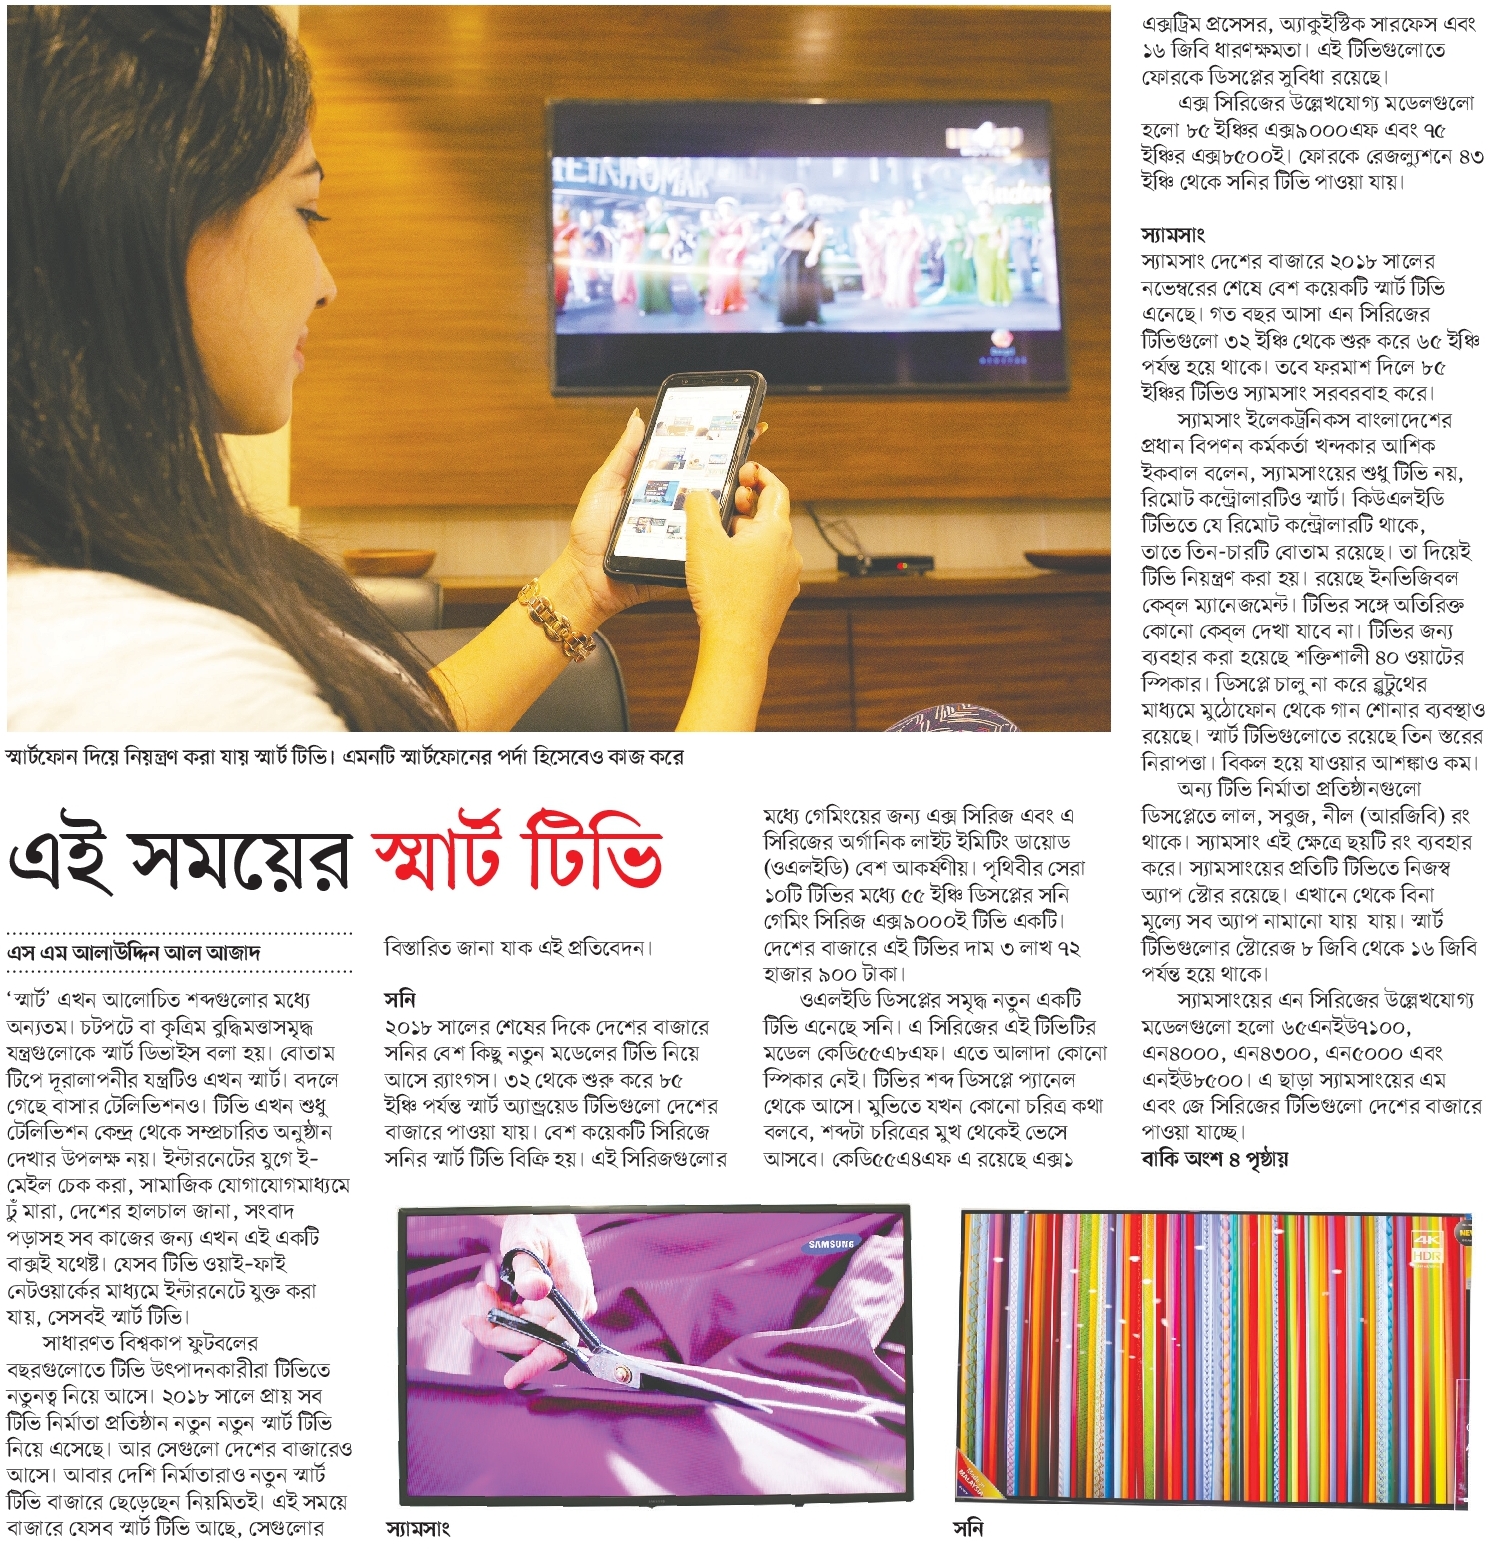 স্মার্টফোন দিয়ে নিয়ন্ত্রণ করা যায় স্মার্ট টিভি। এমনটি স্মার্টফোনের পর্দা হিসেবেও কাজ করে
এই সময়ের স্মার্ট টিভি
এস এম আলাউদ্দিন আল আজাদ
‘স্মার্ট’ এখন আলোচিত শব্দগুলোর মধ্যে
অন্যতম। চটপটে বা কৃত্রিম বুদ্ধিমত্তাসমৃদ্ধ
যন্ত্রগুলোকে স্মার্ট ডিভাইস বলা হয়। বোতাম
টিপে দূরালাপনীর যন্ত্রটিও এখন স্মার্ট। বদলে
গেছে বাসার টেলিভিশনও। টিভি এখন শুধু
টেলিভিশন কেন্দ্র থেকে সম্প্রচারিত অনুষ্ঠান
দেখার উপলক্ষ নয়। ইন্টারনেটের যুগে ই-
মেইল চেক করা, সামাজিক যোগাযোগমাধ্যমে
ঢুঁ মারা, দেশের হালচাল জানা, সংবাদ
পড়াসহ সব কাজের জন্য এখন এই একটি
বাক্সই যথেষ্ট। যেসব টিভি ওয়াই-ফাই
নেটওয়ার্কের মাধ্যমে ইন্টারনেটে যুক্ত করা
যায়, সেসবই স্মার্ট টিভি।
সাধারণত বিশ্বকাপ ফুটবলের
বছরগুলোতে টিভি উৎপাদনকারীরা টিভিতে
নতুনত্ব নিয়ে আসে। ২০১৮ সালে প্রায় সব
টিভি নির্মাতা প্রতিষ্ঠান নতুন নতুন স্মার্ট টিভি
নিয়ে এসেছে। আর সেগুলো দেশের বাজারেও
আসে। আবার দেশি নির্মাতারাও নতুন স্মার্ট
টিভি বাজারে ছেড়েছেন নিয়মিতই। এই সময়ে
বাজারে যেসব স্মার্ট টিভি আছে, সেগুলোর
বিস্তারিত জানা যাক এই প্রতিবেদন।
সনি
২০১৮ সালের শেষের দিকে দেশের বাজারে
সনির বেশ কিছু নতুন মডেলের টিভি নিয়ে
আসে র‍্যাংগস। ৩২ থেকে শুরু করে ৮৫
ইঞ্চি পর্যন্ত স্মার্ট অ্যান্ড্রয়েড টিভিগুলো দেশের
বাজারে পাওয়া যায়। বেশ কয়েকটি সিরিজে
সনির স্মার্ট টিভি বিক্রি হয়। এই সিরিজগুলোর
মধ্যে গেমিংয়ের জন্য এক্স সিরিজ এবং এ
সিরিজের অর্গানিক লাইট ইমিটিং ডায়োড
(ওএলইডি) বেশ আকর্ষণীয়। পৃথিবীর সেরা
১০টি টিভির মধ্যে ৫৫ ইঞ্চি ডিসপ্লের সনি
গেমিং সিরিজ এক্স৯০০০ই টিভি একটি।
দেশের বাজারে এই টিভির দাম ৩ লাখ ৭২
হাজার ৯০০ টাকা।
ওএলইডি ডিসপ্লের সমৃদ্ধ নতুন একটি
টিভি এনেছে সনি। এ সিরিজের এই টিভিটির
মডেল কেডি৫৫এ৮এফ। এতে আলাদা কোনো
স্পিকার নেই। টিভির শব্দ ডিসপ্লে প্যানেল
থেকে আসে। মুভিতে যখন কোনো চরিত্র কথা
বলবে, শব্দটা চরিত্রের মুখ থেকেই ভেসে
আসবে। কেডি৫৫এ৪এফ এ রয়েছে এক্স১
এক্সট্রিম প্রসেসর, অ্যাকুইস্টিক সারফেস এবং
১৬ জিবি ধারণক্ষমতা। এই টিভিগুলোতে
ফোরকে ডিসপ্লের সুবিধা রয়েছে।
এক্স সিরিজের উল্লেখযোগ্য মডেলগুলো
হলো ৮৫ ইঞ্চির এক্স৯০০০এফ এবং ৭৫
ইঞ্চির এক্স৮৫০০ই। ফোরকে রেজল্যুশনে ৪৩
ইঞ্চি থেকে সনির টিভি পাওয়া যায়।
স্যামসাং
স্যামসাং দেশের বাজারে ২০১৮ সালের
নভেম্বরের শেষে বেশ কয়েকটি স্মার্ট টিভি
এনেছে। গত বছর আসা এন সিরিজের
টিভিগুলো ৩২ ইঞ্চি থেকে শুরু করে ৬৫ ইঞ্চি
পর্যন্ত হয়ে থাকে। তবে ফরমাশ দিলে ৮৫
ইঞ্চির টিভিও স্যামসাং সরবরবাহ করে।
স্যামসাং ইলেকট্রনিকস বাংলাদেশের
প্রধান বিপণন কর্মকর্তা খন্দকার আশিক
ইকবাল বলেন, স্যামসাংয়ের শুধু টিভি নয়,
রিমোট কন্ট্রোলারটিও স্মার্ট। কিউএলইডি
টিভিতে যে রিমোট কন্ট্রোলারটি থাকে,
তাতে তিন-চারটি বোতাম রয়েছে। তা দিয়েই
টিভি নিয়ন্ত্রণ করা হয়। রয়েছে ইনভিজিবল
কেব্‌ল ম্যানেজমেন্ট। টিভির সঙ্গে অতিরিক্ত
কোনো কেব্‌ল দেখা যাবে না। টিভির জন্য
ব্যবহার করা হয়েছে শক্তিশালী ৪০ ওয়াটের
স্পিকার। ডিসপ্লে চালু না করে ব্লুটুথের
মাধ্যমে মুঠোফোন থেকে গান শোনার ব্যবস্থাও
রয়েছে। স্মার্ট টিভিগুলোতে রয়েছে তিন স্তরের
নিরাপত্তা। বিকল হয়ে যাওয়ার আশঙ্কাও কম।
অন্য টিভি নির্মাতা প্রতিষ্ঠানগুলো
ডিসপ্লেতে লাল, সবুজ, নীল (আরজিবি) রং
থাকে। স্যামসাং এই ক্ষেত্রে ছয়টি রং ব্যবহার
করে। স্যামসাংয়ের প্রতিটি টিভিতে নিজস্ব
অ্যাপ স্টোর রয়েছে। এখানে থেকে বিনা
মূল্যে সব অ্যাপ নামানো যায় যায়। স্মার্ট
টিভিগুলোর স্টোরেজ ৮ জিবি থেকে ১৬ জিবি
পর্যন্ত হয়ে থাকে।
স্যামসাংয়ের এন সিরিজের উল্লেখযোগ্য
মডেলগুলো হলো ৬৫এনইউ৭১০০,
এন৪০০০, এন৪৩০০, এন৫০০০ এবং
এনইউ৮৫০০। এ ছাড়া স্যামসাংয়ের এম
এবং জে সিরিজের টিভিগুলো দেশের বাজারে
পাওয়া যাচ্ছে।
বাকি অংশ ৪ পৃষ্ঠায়
SAMSUNG
4K
HDR
স্যামসাং
সনি